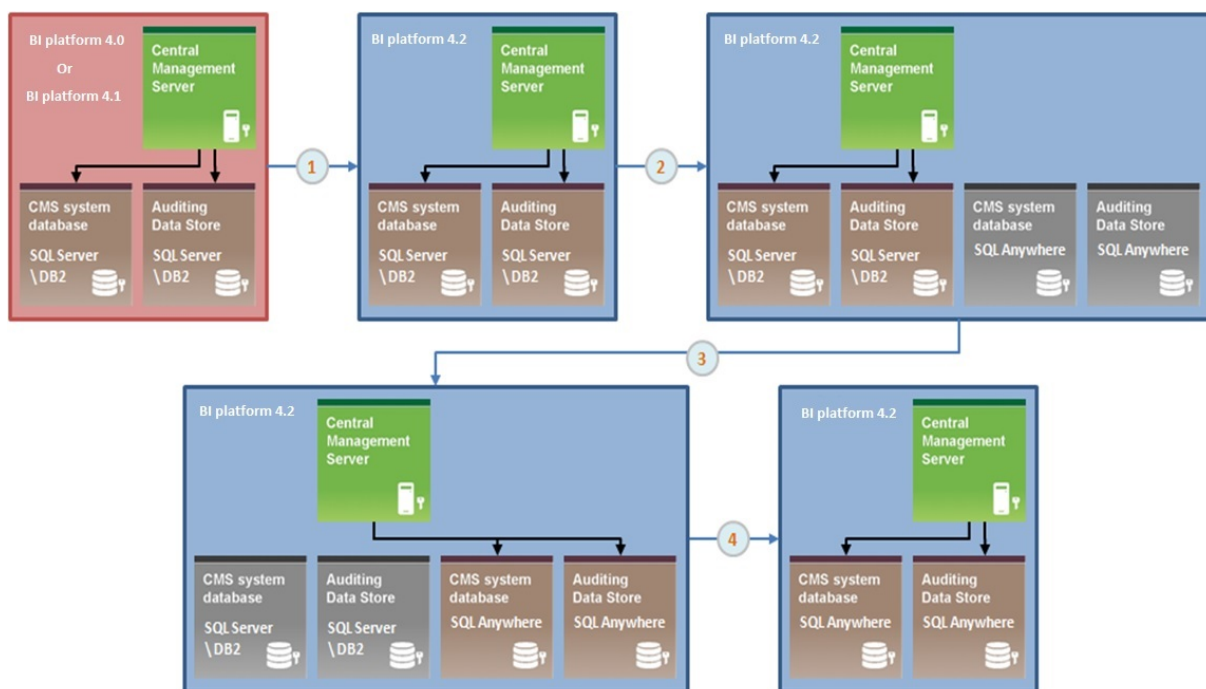 BI platform 4.0
Or
BI platform 4.1
Central
Management
Server
CMS system
database
SQL Server
\DB2
Auditing
Data Store
SQL Server
\DB2
1
BI platform 4.2
Central
Management
Server
CMS system
database
SQL Server
\DB2
Auditing
Data Store
SQL Server
\DB2
2
BI platform 4.2
Central
Management
Server
CMS system
database
SQL Server
\DB2
Auditing
Data Store
SQL Server
\DB2
CMS system
database
SQL Anywhere
Auditing
Data Store
SQL Anywhere
3
BI platform 4.2
Central
Management
Server
CMS system
database
SQL Server
\DB2
Auditing
Data Store
SQL Server
\DB2
CMS system
database
SQL Anywhere
Auditing
Data Store
SQL Anywhere
4
BI platform 4.2
Central
Management
Server
CMS system
database
SQL Anywhere
Auditing
Data Store
SQL Anywhere